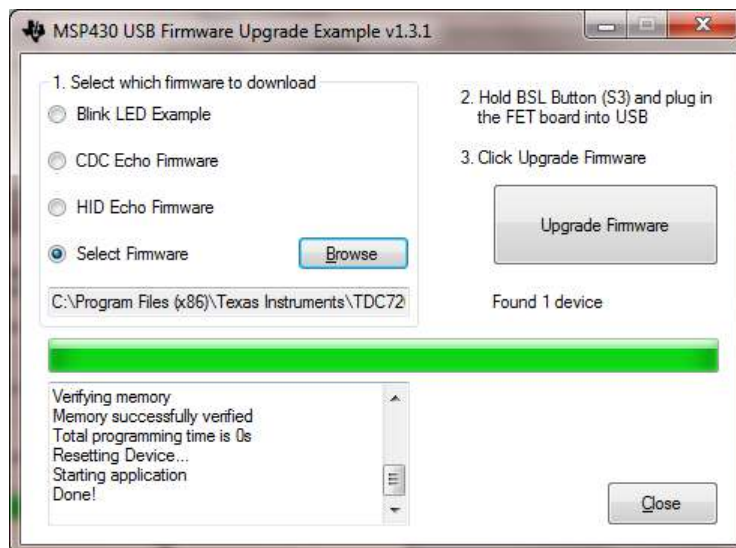 MSP430 USB Firmware Upgrade Example v1.3.1
1. Select which firmware to download
Blink LED Example
CDC Echo Firmware
HID Echo Firmware
Select Firmware
Browse
C:\Program Files (x86)\Texas Instruments\TDC72
2. Hold BSL Button (S3) and plug in
the FET board into USB
3. Click Upgrade Firmware
Upgrade Firmware
Found 1 device
Verifying memory
Memory successfully verified
Total programming time is 0s
Resetting Device...
Starting application
Done!
Close